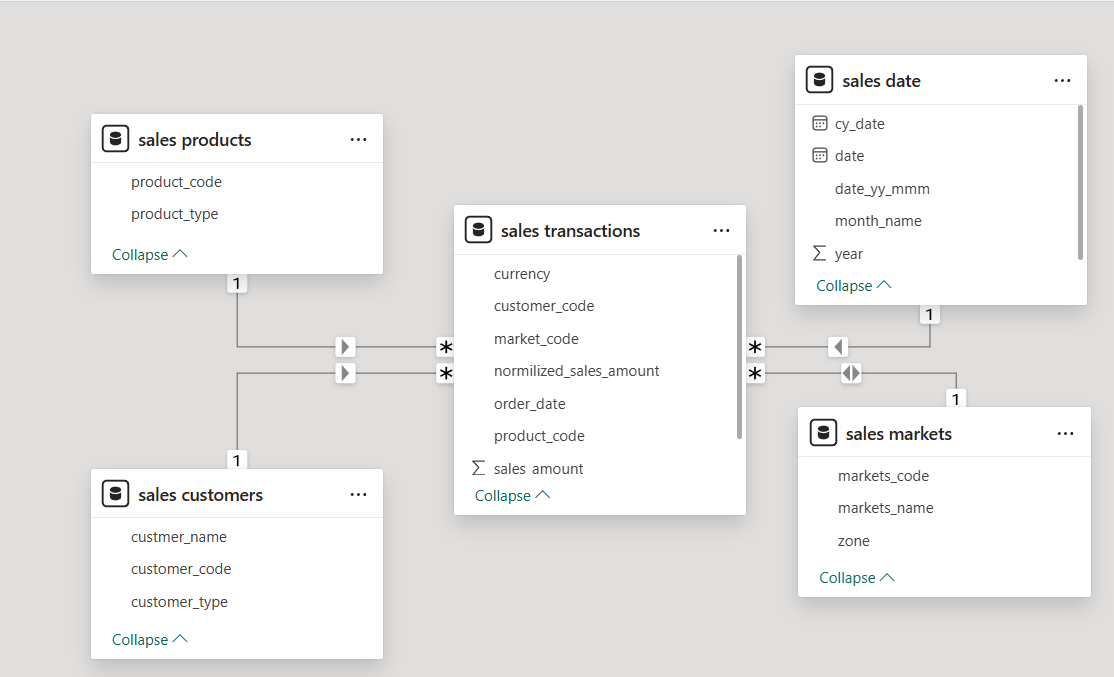 sales products
product_code
product_type
Collapse
1
sales customers
custmer_name
customer_code
customer_type
Collapse
1
sales transactions
currency
customer_code
market_code
normilized_sales_amount
order_date
product_code
Σ sales_amount
Collapse
*
*
*
*
sales date
cy_date
date
date_yy_mmm
month_name
Σ year
Collapse
1
sales markets
markets_code
markets_name
zone
Collapse
1